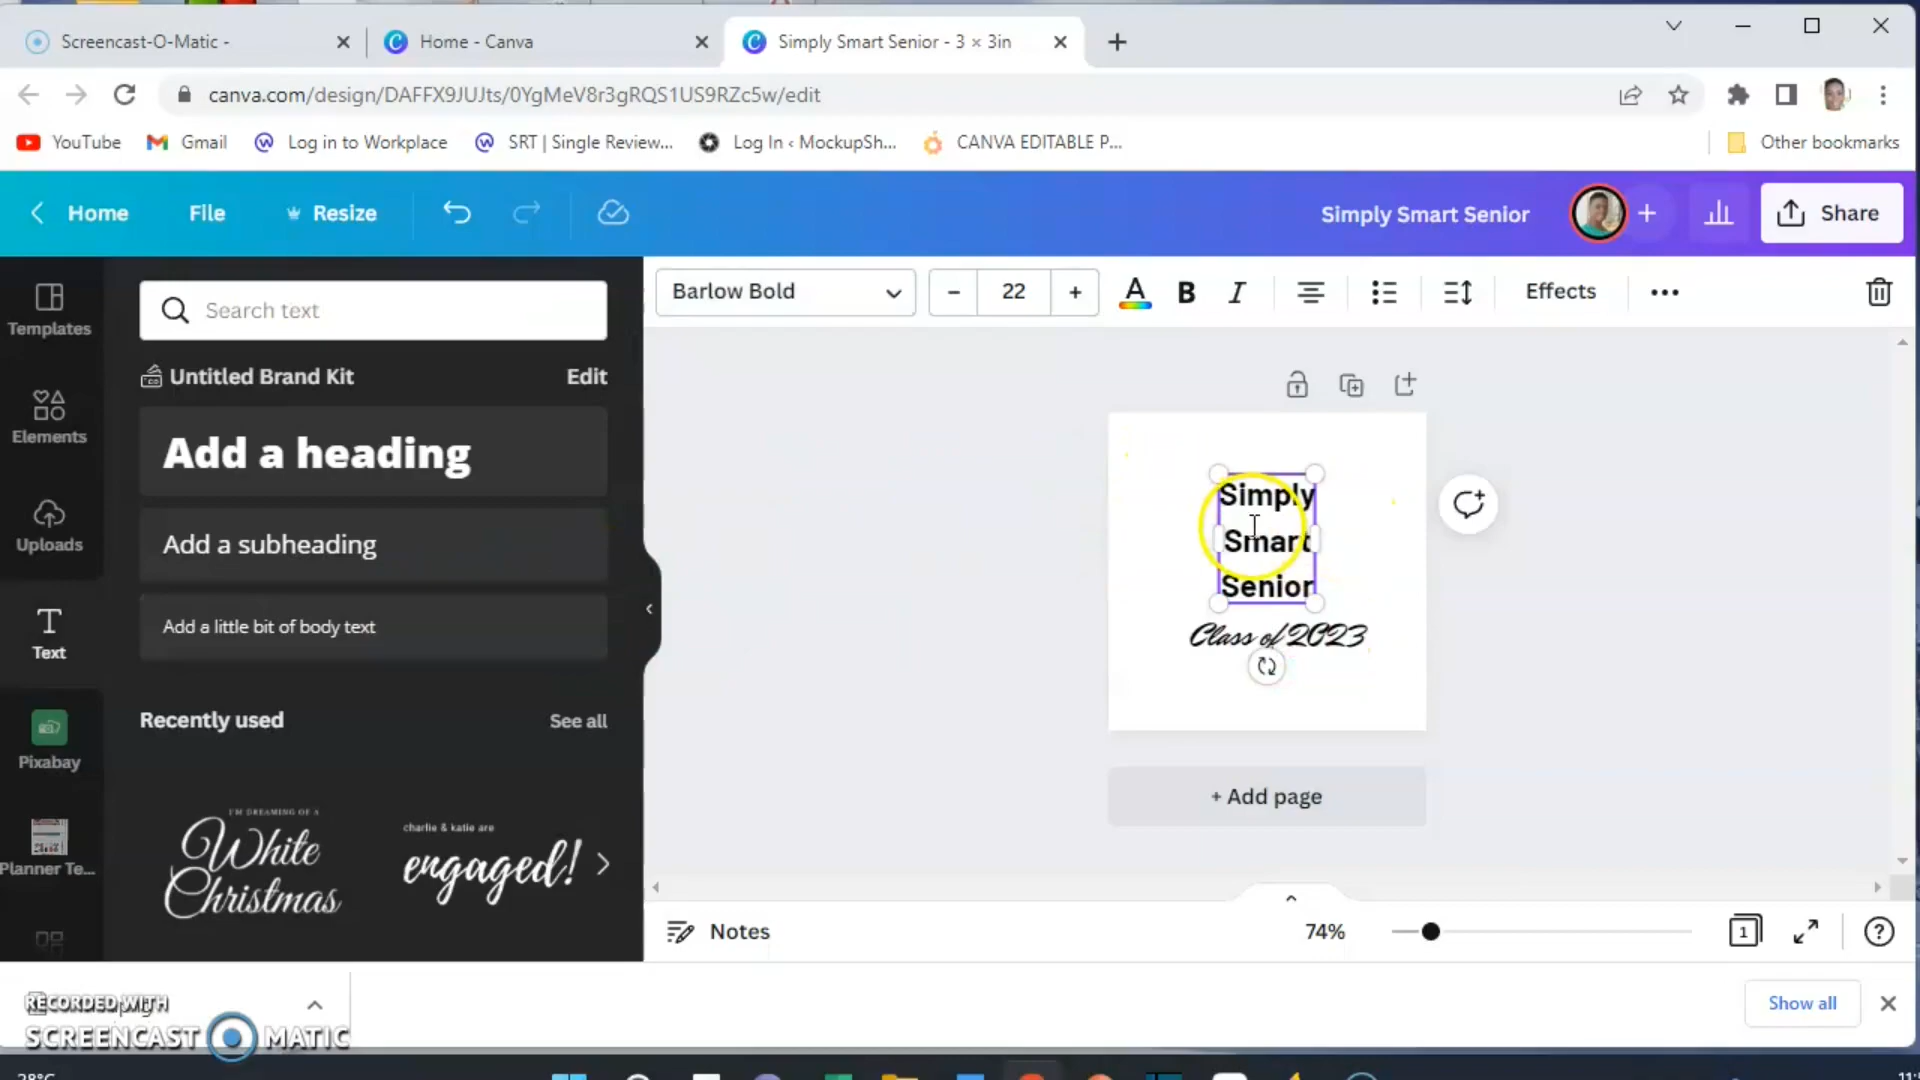 Screencast-O-Matic -
Home - Canva
Simply Smart Senior - 3 × 3in
canva.com/design/DAFFX9JUJts/0YgMeV8r3gRQS1US9RZc5w/edit
YouTube
Gmail
Log in to Workplace
SRT | Single Review...
Log In ‹ MockupSh...
CANVA EDITABLE P...
Other bookmarks
Home
File
Resize
Simply Smart Senior
Share
Templates
Elements
Uploads
Text
Pixabay
Planner Te...
Search text
Untitled Brand Kit
Edit
Add a heading
Add a subheading
Add a little bit of body text
Recently used
See all
I'M DREAMING OF A
White
Christmas
charlie & katie are
engaged!
Barlow Bold
– 22 +
A B I
Effects
Simply
Smart
Senior
Class of 2023
+ Add page
Notes
74%
1
Show all
RECORDED WITH
SCREENCAST MATIC
28°C